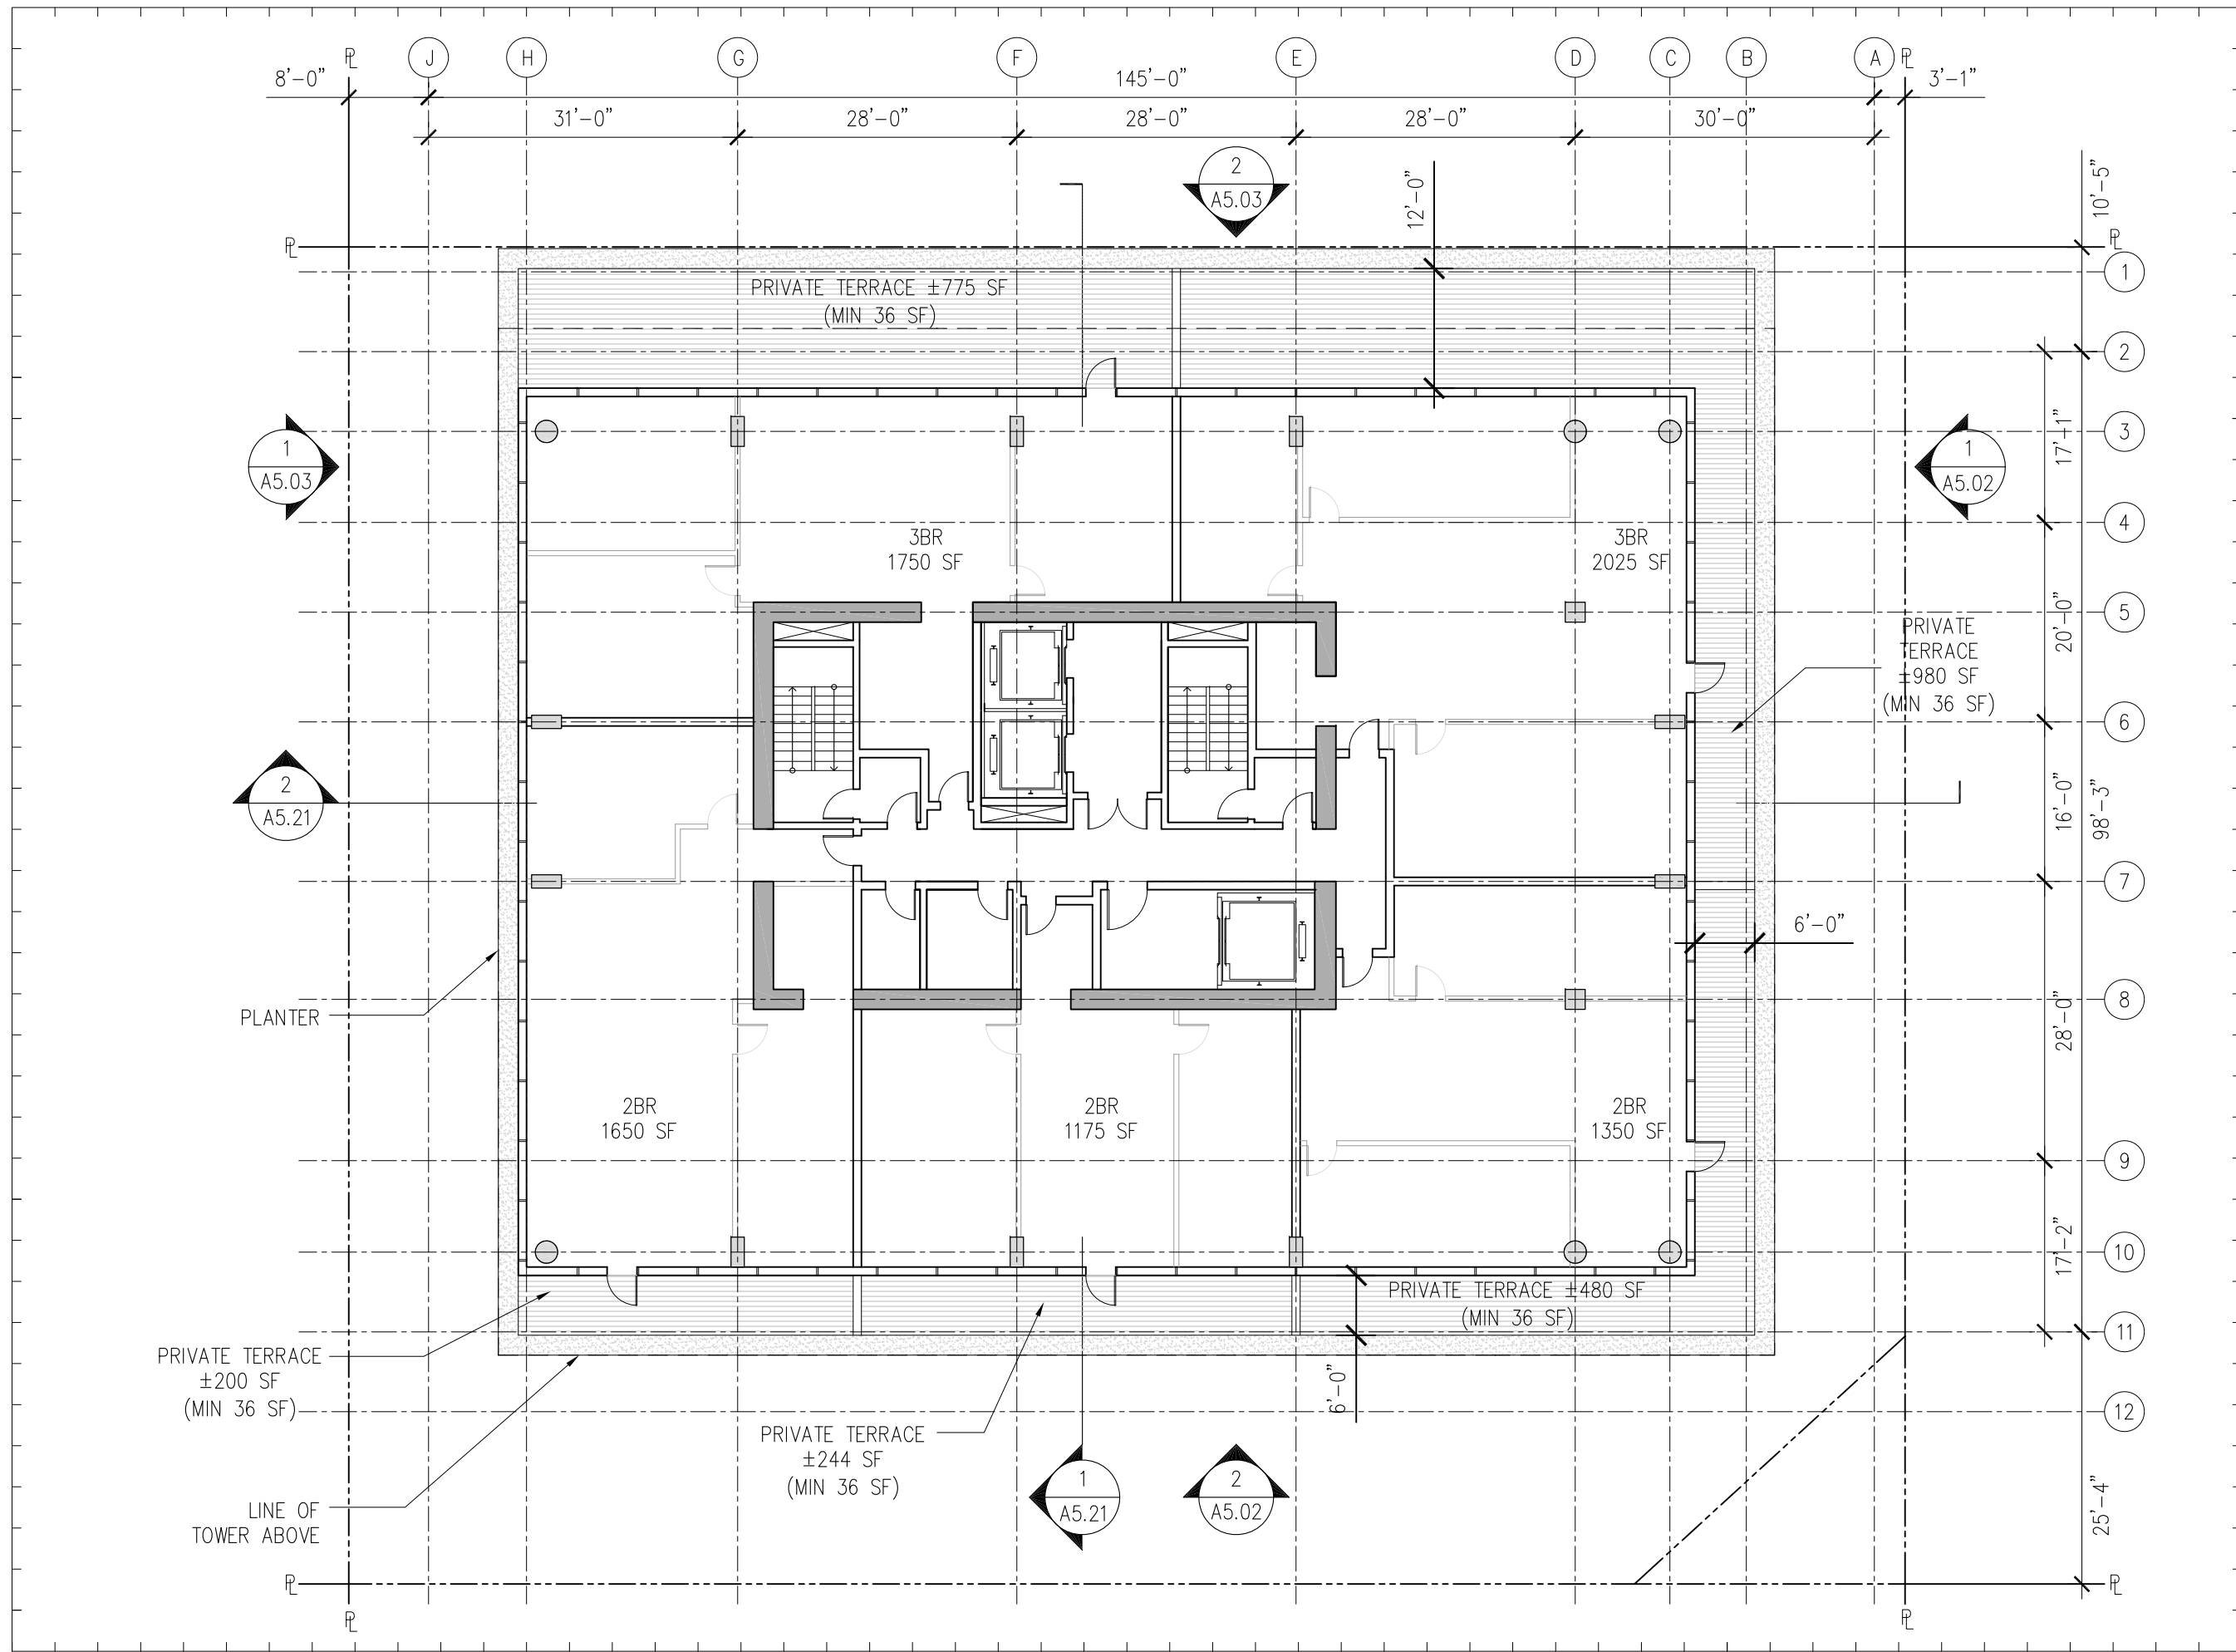 J H G F E D C B A
8'-0" 145'-0" 3'-1"
31'-0" 28'-0" 28'-0" 28'-0" 30'-0"
2
A5.03
12'-0"
10'-5"
PRIVATE TERRACE ±775 SF
(MIN 36 SF)
1
2
3
4
5
6
7
8
9
10
11
12
1
A5.03
1
A5.02
17'-1"
3BR
1750 SF
3BR
2025 SF
20'-0"
PRIVATE
TERRACE
±980 SF
(MIN 36 SF)
2
A5.21
16'-0"
98'-3"
6'-0"
PLANTER
28'-0"
2BR
1650 SF
2BR
1175 SF
2BR
1350 SF
17'-2"
PRIVATE TERRACE ±480 SF
(MIN 36 SF)
PRIVATE TERRACE
±200 SF
(MIN 36 SF)
6'-0"
PRIVATE TERRACE
±244 SF
(MIN 36 SF)
LINE OF
TOWER ABOVE
1
A5.21
2
A5.02
25'-4"
℄
℄
℄
℄
℄
℄
℄
℄